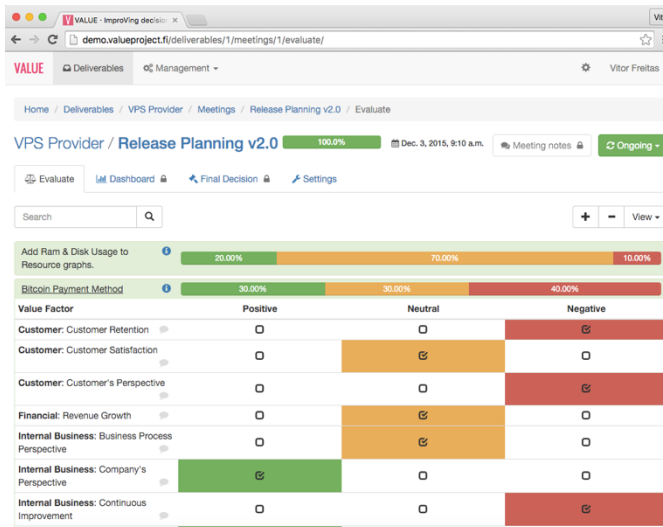 VALUE - ImproVing decision
Vit
demo.valueproject.fi/deliverables/1/meetings/1/evaluate/
VALUE Deliverables Management Vitor Freitas
Home / Deliverables / VPS Provider / Meetings / Release Planning v2.0 / Evaluate
VPS Provider / Release Planning v2.0 100.0% Dec. 3, 2015, 9:10 a.m. Meeting notes Ongoing
Evaluate Dashboard Final Decision Settings
Search + - View
Add Ram & Disk Usage to
Resource graphs.
20.00% 70.00% 10.00%
Bitcoin Payment Method 30.00% 30.00% 40.00%
Value Factor Positive Neutral Negative
Customer: Customer Retention
Customer: Customer Satisfaction
Customer: Customer's Perspective
Financial: Revenue Growth
Internal Business: Business Process
Perspective
Internal Business: Company's
Perspective
Internal Business: Continuous
Improvement